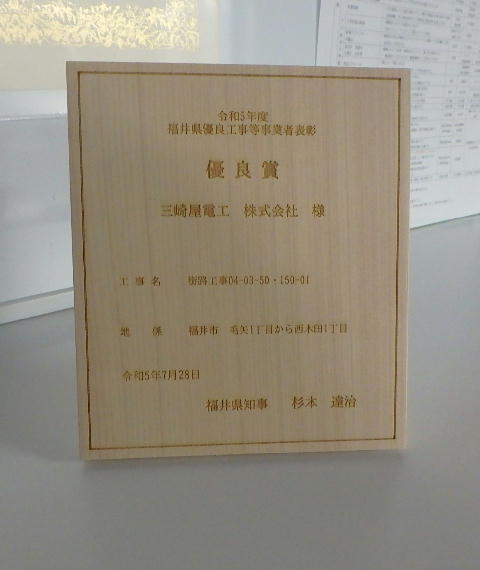 令和5年度
福井県優良工事等事業者表彰
優良賞
三崎屋電工 株式会社 様
工事名 街路工事04-03-50・150-01
地係 福井市 毛矢1丁目から西木田1丁目
令和5年7月28日
福井県知事 杉本 達治